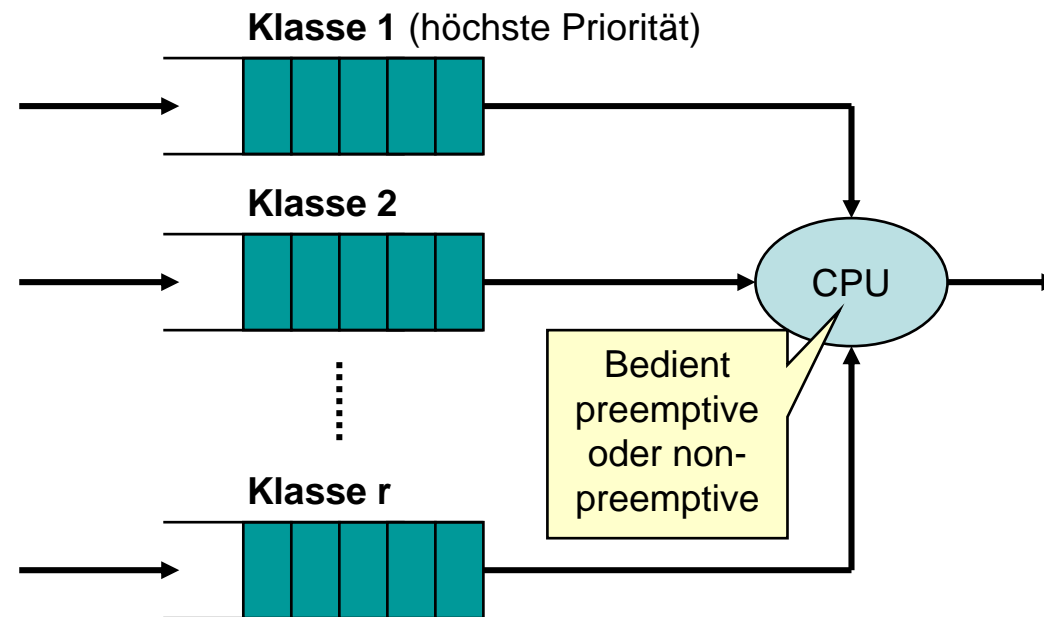 Klasse 1 (höchste Priorität)
Klasse 2
CPU
Bedient
preemptive
oder non-
preemptive
Klasse r